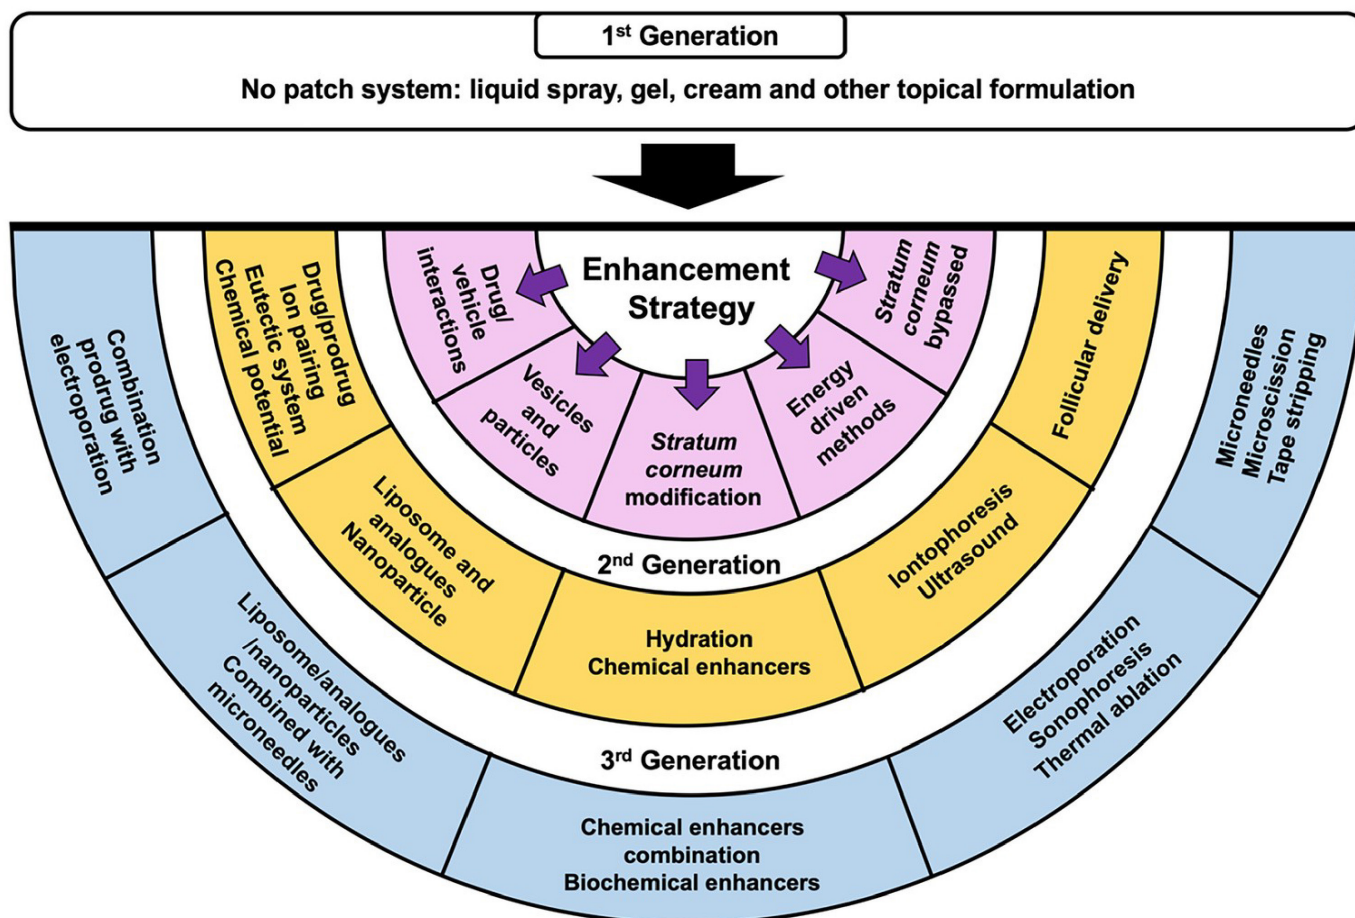 1st Generation
No patch system: liquid spray, gel, cream and other topical formulation
Enhancement
Strategy
Drug/
vehicle
interactions
Vesicles
and
particles
Stratum
corneum
modification
Energy
driven
methods
Stratum
corneum
bypassed
2nd Generation
Drug/prodrug
Ion pairing
Eutectic system
Chemical potential
Liposome and
analogues
Nanoparticle
Hydration
Chemical enhancers
Iontophoresis
Ultrasound
Follicular delivery
3rd Generation
Combination
prodrug with
electroporation
Liposome/analogues
/nanoparticles
Combined with
microneedles
Chemical enhancers
combination
Biochemical enhancers
Electroporation
Sonophoresis
Thermal ablation
Microneedles
Microscission
Tape stripping